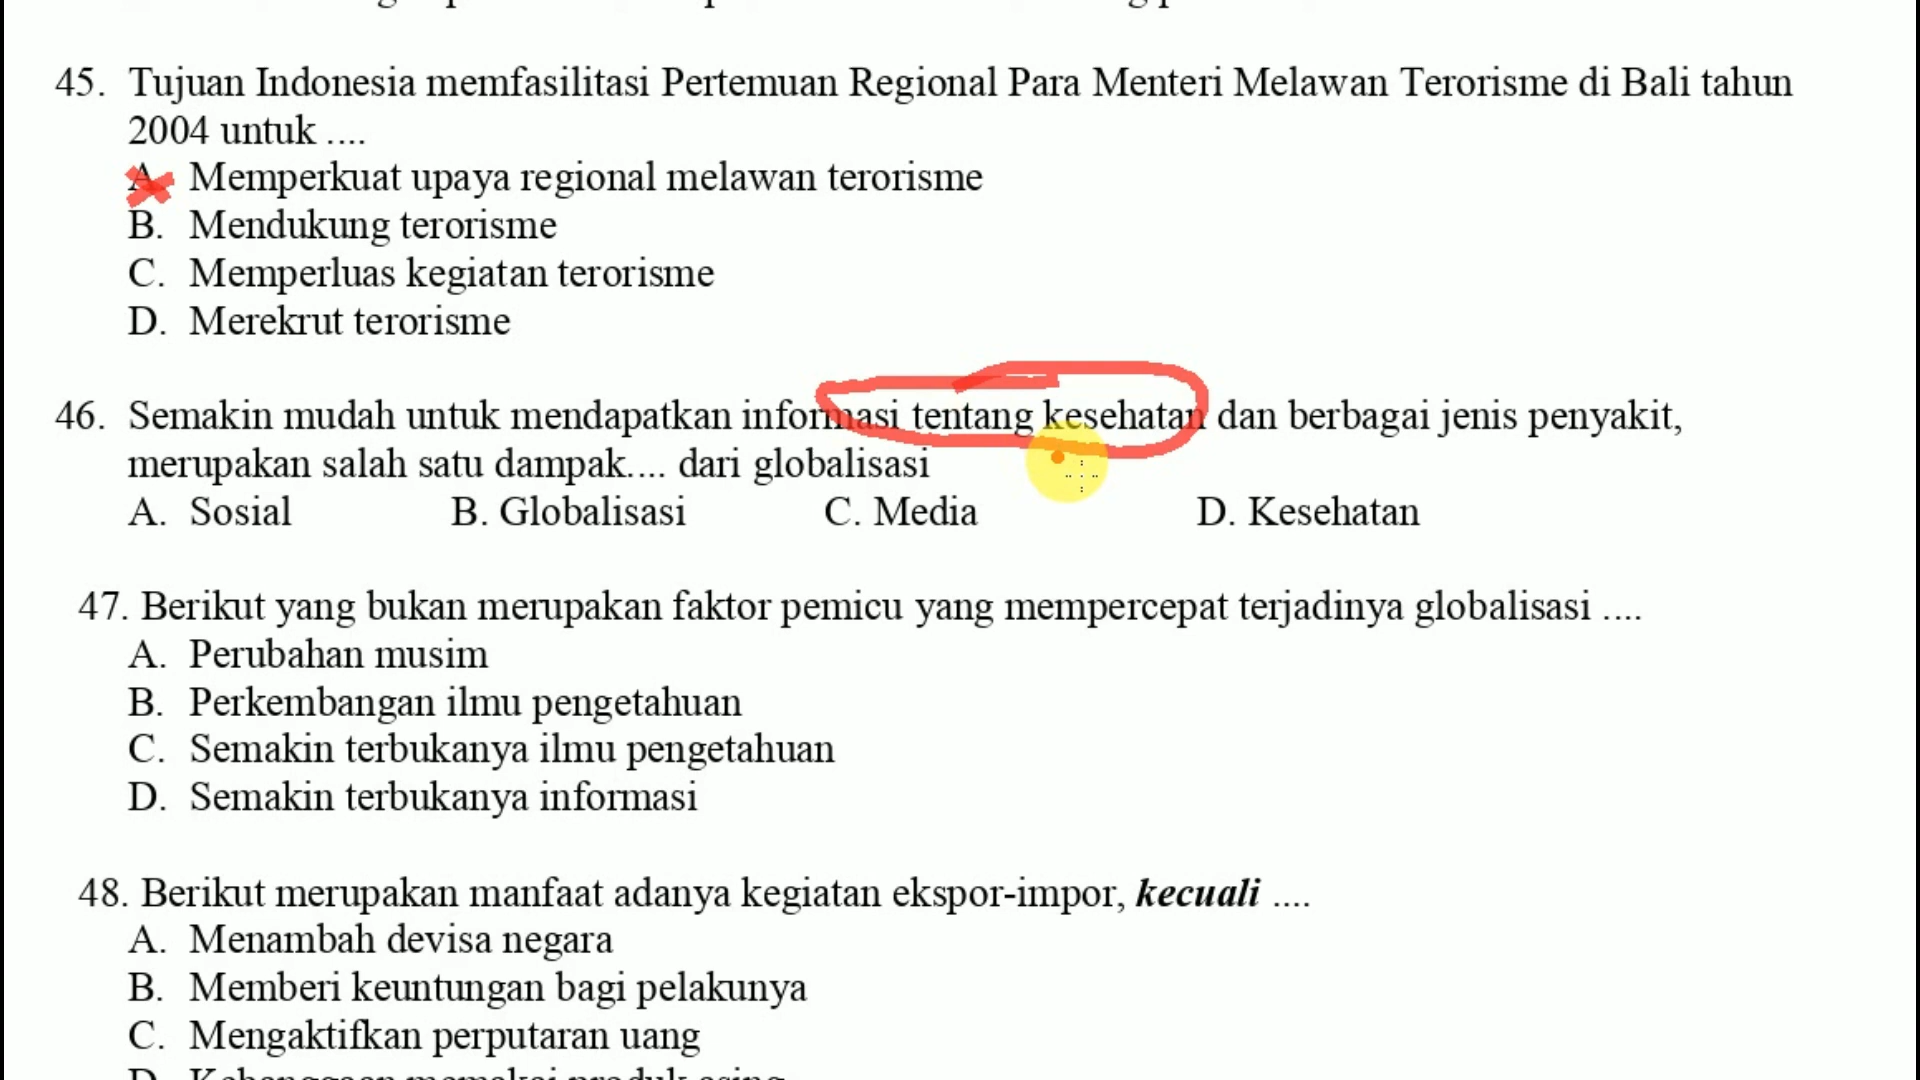 45. Tujuan Indonesia memfasilitasi Pertemuan Regional Para Menteri Melawan Terorisme di Bali tahun
2004 untuk ....
A. Memperkuat upaya regional melawan terorisme
B. Mendukung terorisme
C. Memperluas kegiatan terorisme
D. Merekrut terorisme
46. Semakin mudah untuk mendapatkan informasi tentang kesehatan dan berbagai jenis penyakit,
merupakan salah satu dampak.... dari globalisasi
A. Sosial B. Globalisasi C. Media D. Kesehatan
47. Berikut yang bukan merupakan faktor pemicu yang mempercepat terjadinya globalisasi ....
A. Perubahan musim
B. Perkembangan ilmu pengetahuan
C. Semakin terbukanya ilmu pengetahuan
D. Semakin terbukanya informasi
48. Berikut merupakan manfaat adanya kegiatan ekspor-impor, kecuali ....
A. Menambah devisa negara
B. Memberi keuntungan bagi pelakunya
C. Mengaktifkan perputaran uang
D. Kebanggaan memakai produk asing